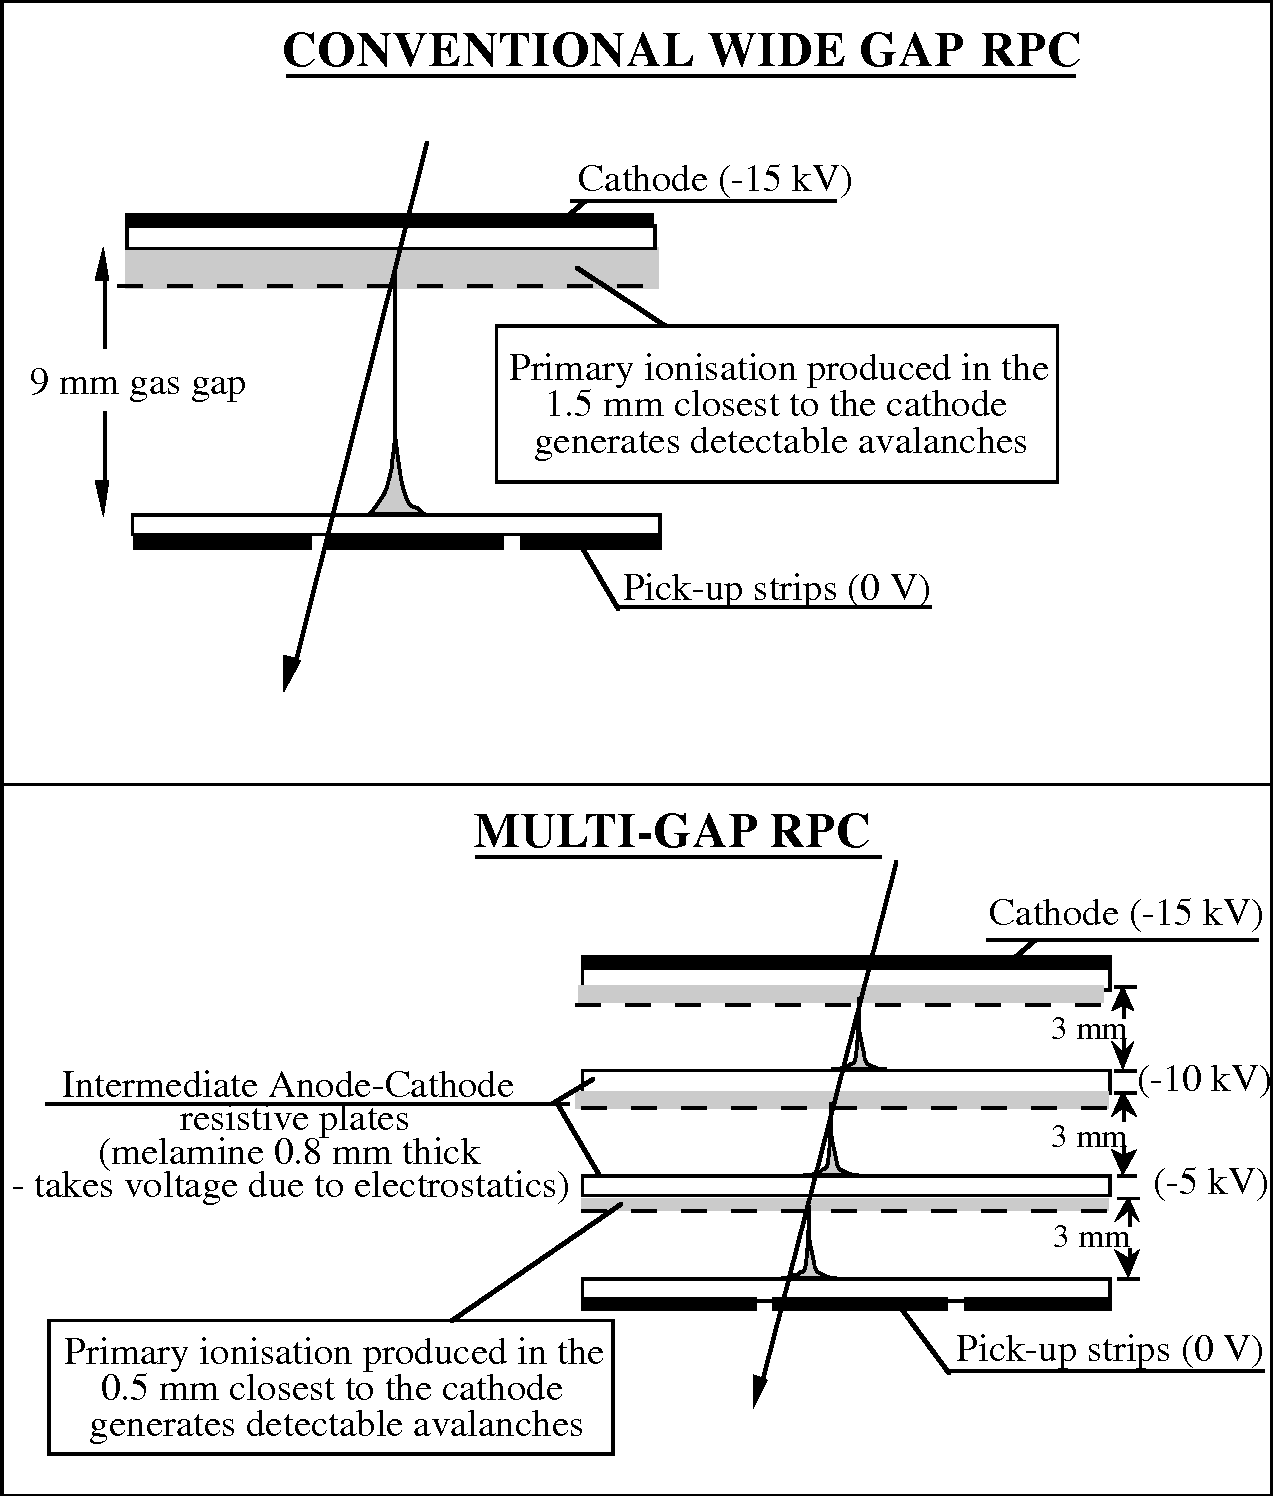 CONVENTIONAL WIDE GAP RPC
Cathode (-15 kV)
9 mm gas gap
Primary ionisation produced in the
1.5 mm closest to the cathode
generates detectable avalanches
Pick-up strips (0 V)
MULTI-GAP RPC
Cathode (-15 kV)
3 mm
(-10 kV)
Intermediate Anode-Cathode
resistive plates
(melamine 0.8 mm thick
- takes voltage due to electrostatics)
3 mm
(-5 kV)
3 mm
Primary ionisation produced in the
0.5 mm closest to the cathode
generates detectable avalanches
Pick-up strips (0 V)